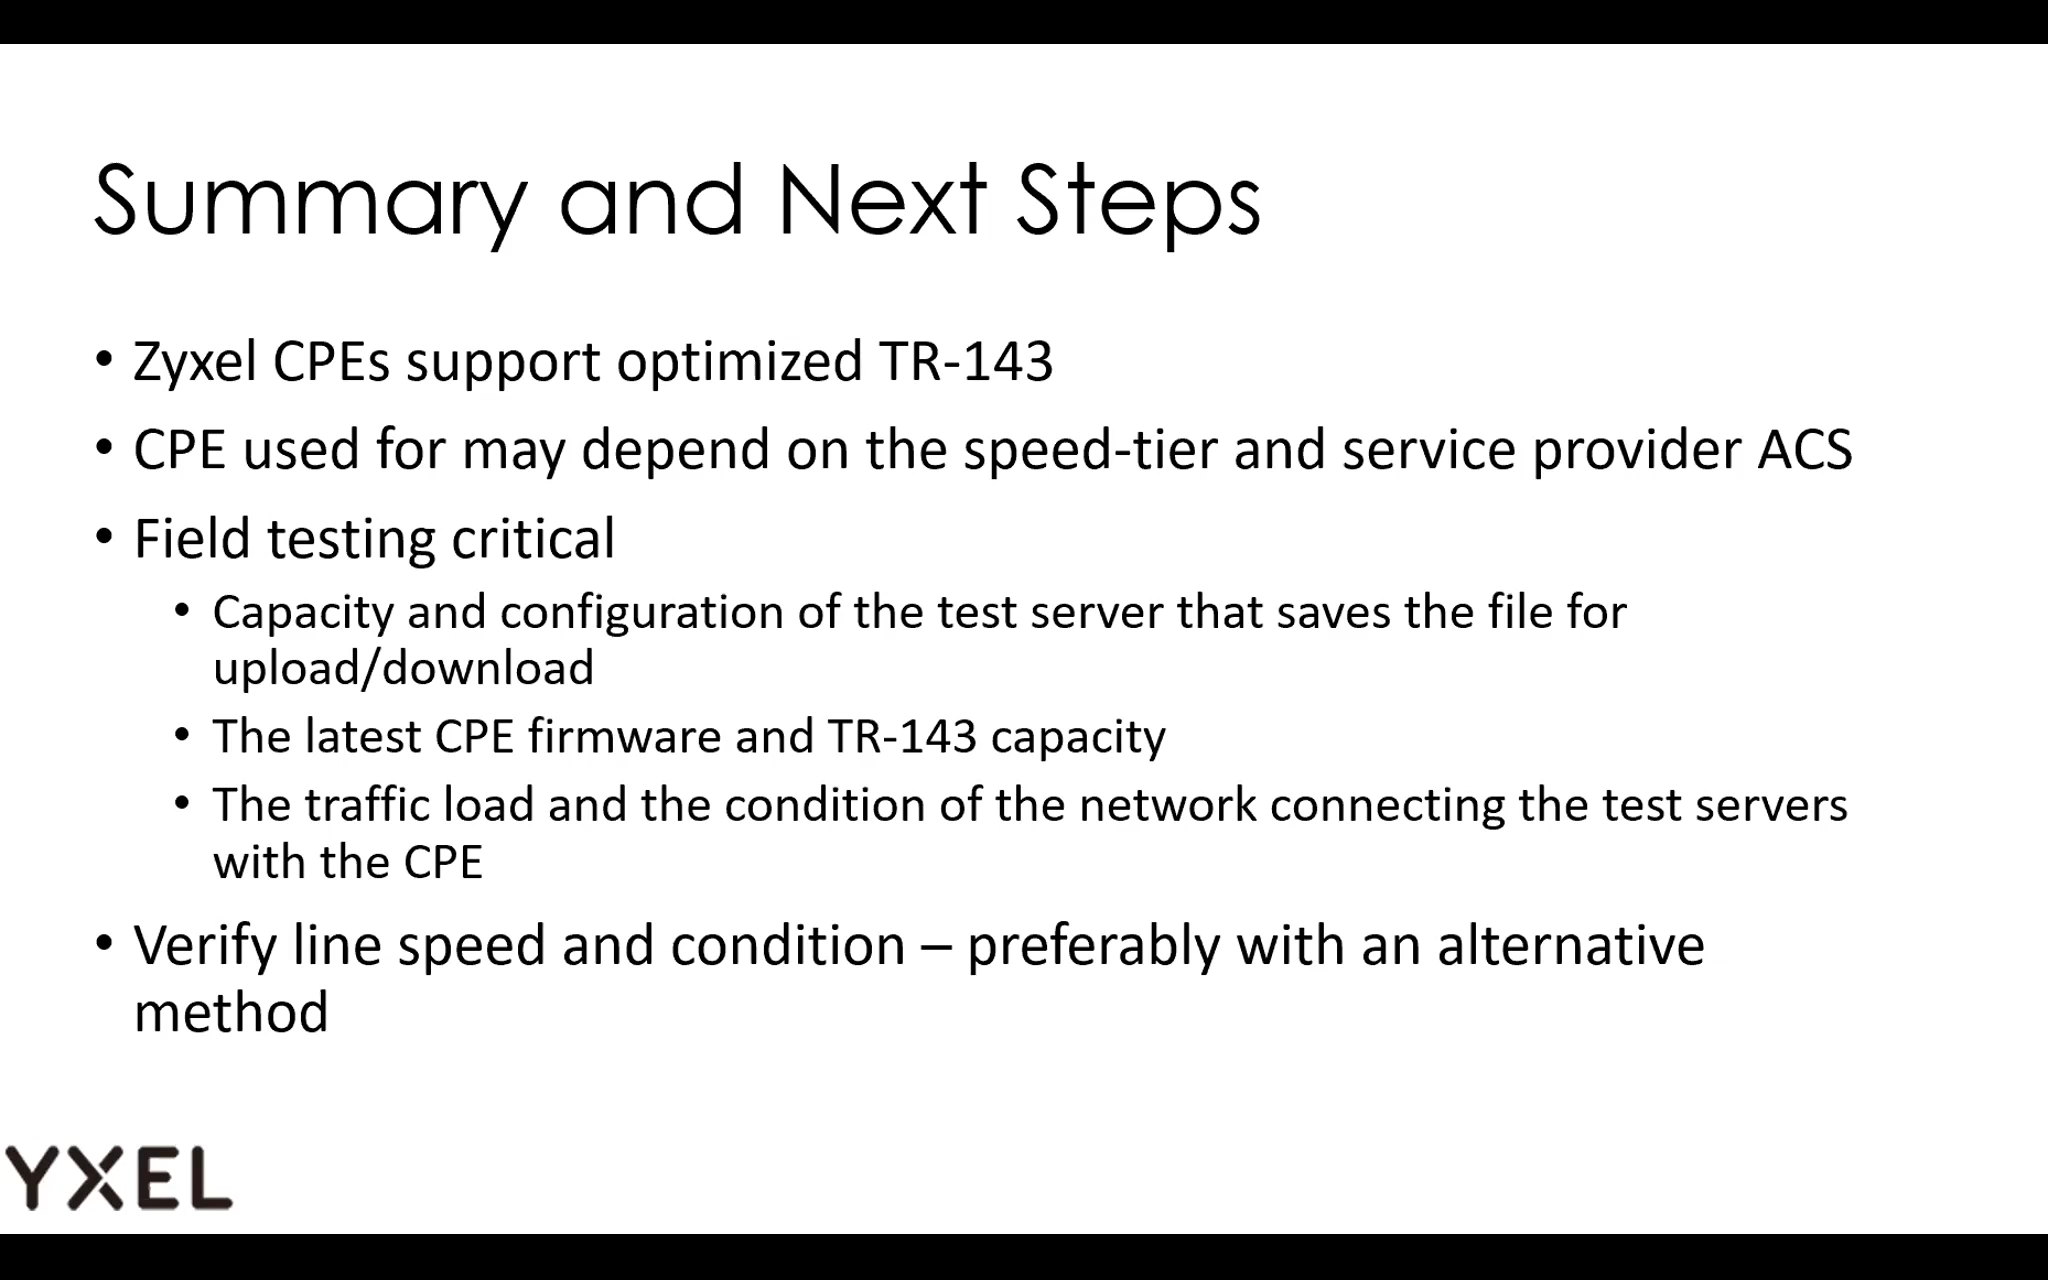 Summary and Next Steps
• Zyxel CPEs support optimized TR-143
• CPE used for may depend on the speed-tier and service provider ACS
• Field testing critical
• Capacity and configuration of the test server that saves the file for
upload/download
• The latest CPE firmware and TR-143 capacity
• The traffic load and the condition of the network connecting the test servers
with the CPE
• Verify line speed and condition – preferably with an alternative
method
YXEL